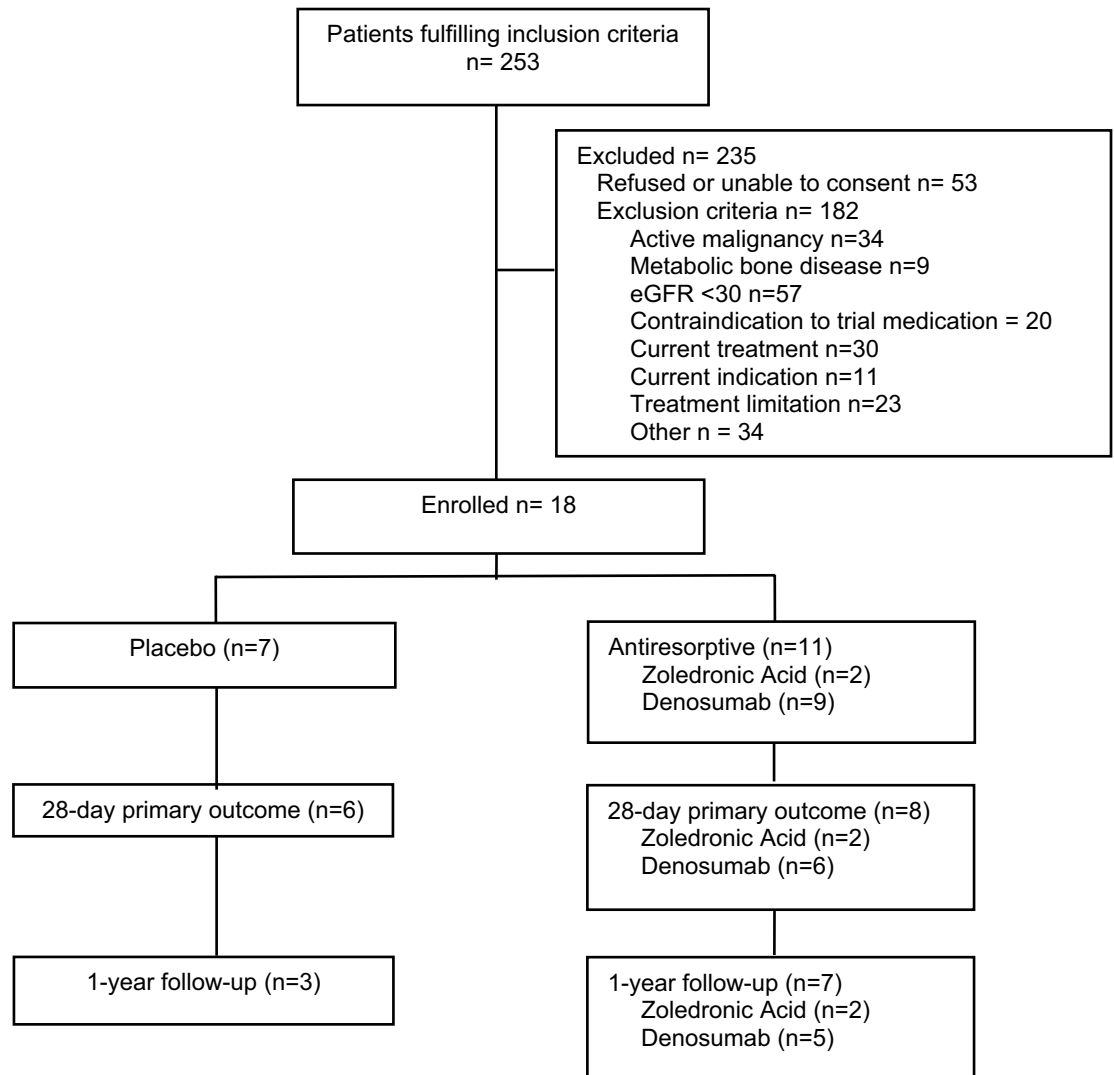 Patients fulfilling inclusion criteria
n= 253
Excluded n= 235
Refused or unable to consent n= 53
Exclusion criteria n= 182
Active malignancy n=34
Metabolic bone disease n=9
eGFR <30 n=57
Contraindication to trial medication = 20
Current treatment n=30
Current indication n=11
Treatment limitation n=23
Other n = 34
Enrolled n= 18
Placebo (n=7)
Antiresorptive (n=11)
Zoledronic Acid (n=2)
Denosumab (n=9)
28-day primary outcome (n=6)
28-day primary outcome (n=8)
Zoledronic Acid (n=2)
Denosumab (n=6)
1-year follow-up (n=3)
1-year follow-up (n=7)
Zoledronic Acid (n=2)
Denosumab (n=5)